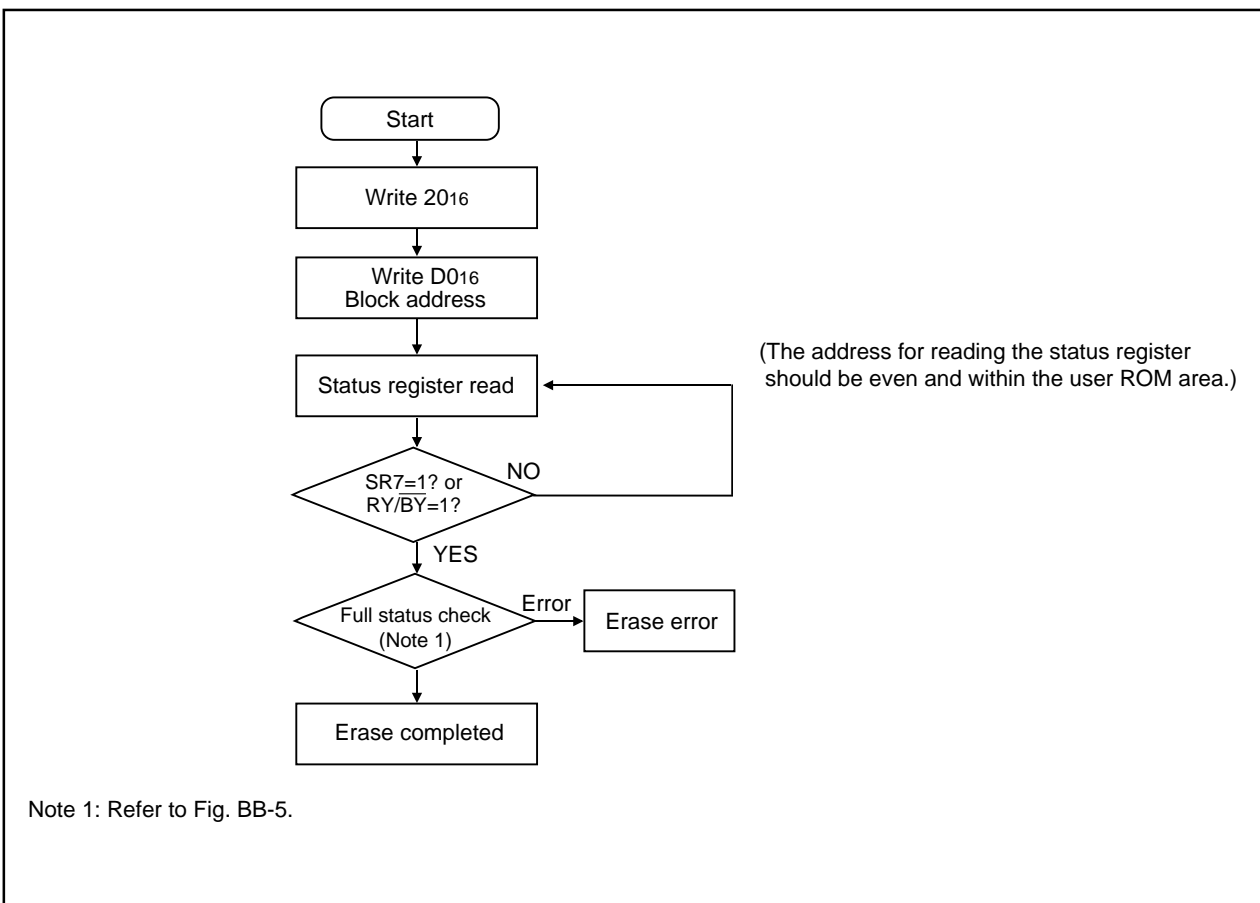 Start
Write 2016
Write D016
Block address
Status register read
(The address for reading the status register
should be even and within the user ROM area.)
NO
SR7=1? or
RY/B̅Y̅=1?
YES
Full status check
(Note 1)
Error
Erase error
Erase completed
Note 1: Refer to Fig. BB-5.